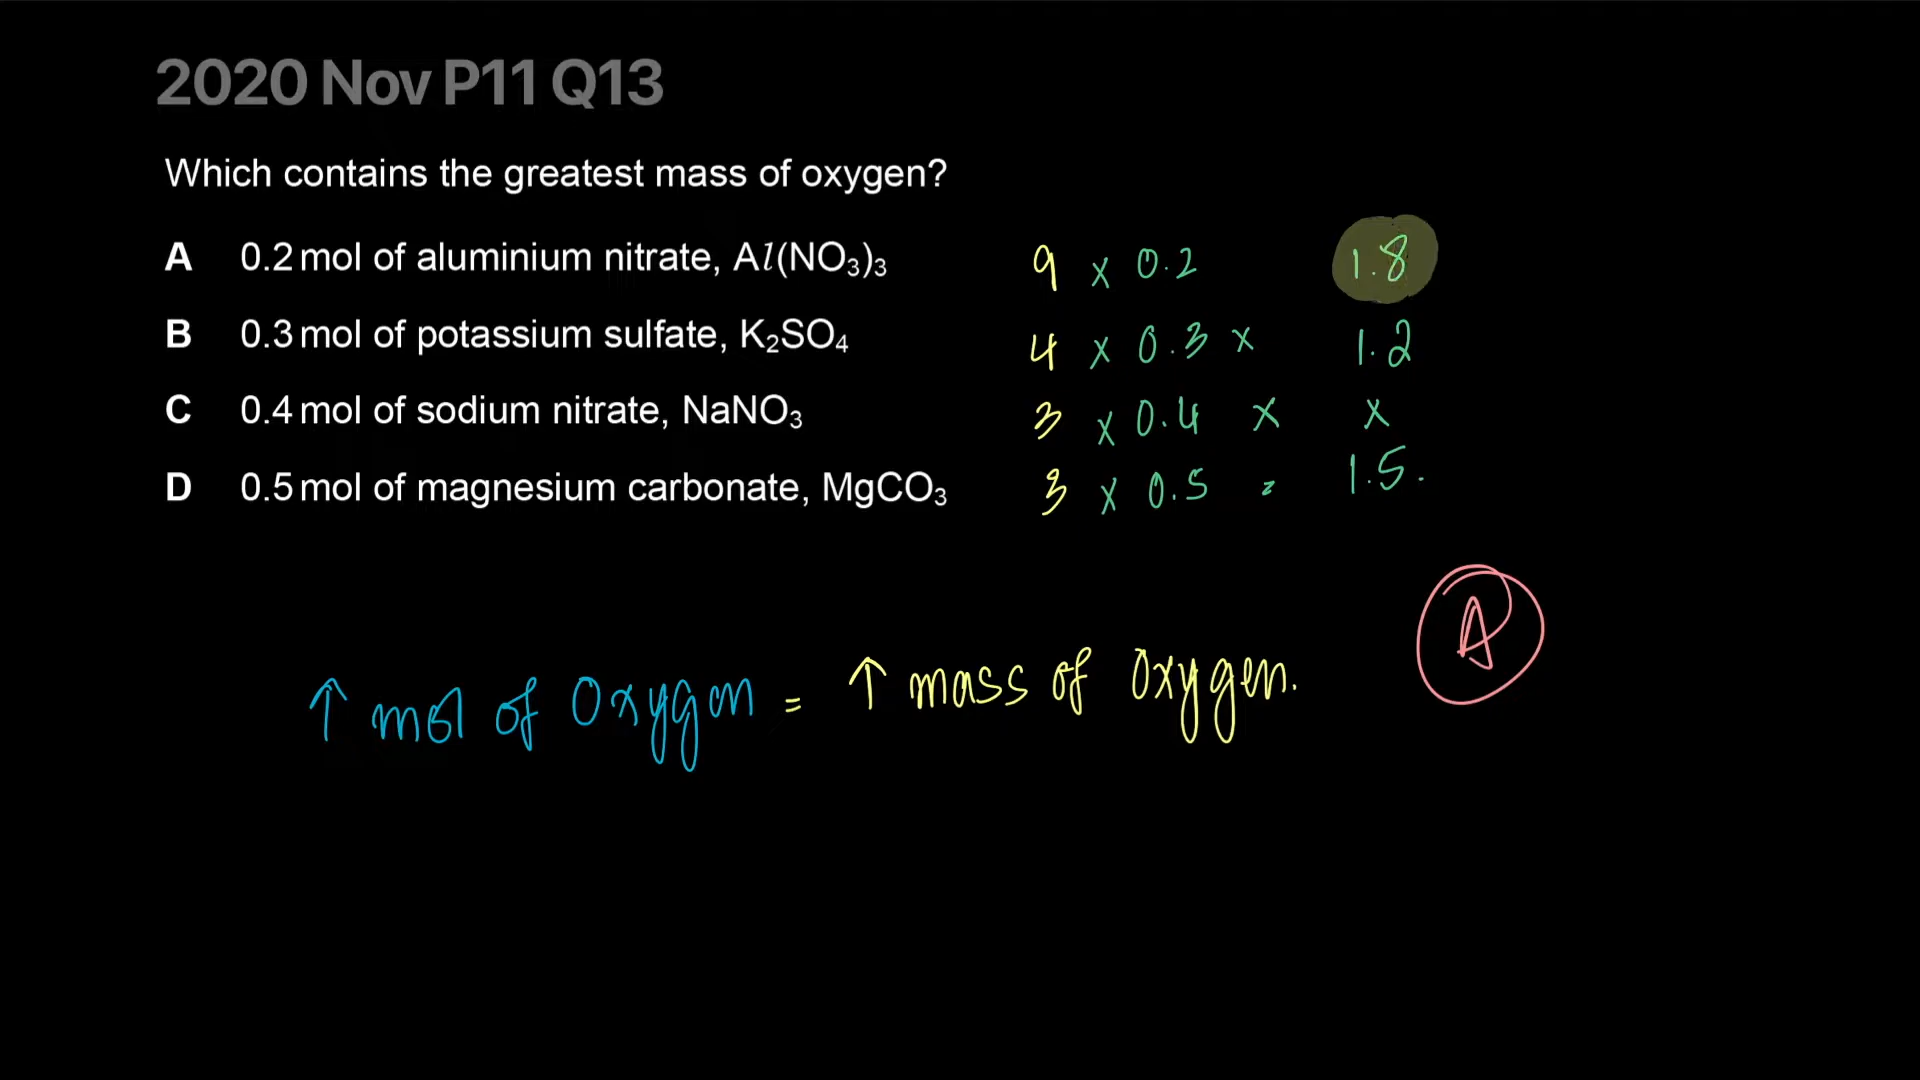 2020 Nov P11 Q13
Which contains the greatest mass of oxygen?
A 0.2 mol of aluminium nitrate, Al(NO₃)₃ 9 x 0.2 1.8
B 0.3 mol of potassium sulfate, K₂SO₄ 4 x 0.3 x 1.2
C 0.4 mol of sodium nitrate, NaNO₃ 3 x 0.4 x x
D 0.5 mol of magnesium carbonate, MgCO₃ 3 x 0.5 = 1.5.
A
↑ mol of Oxygen = ↑ mass of Oxygen.